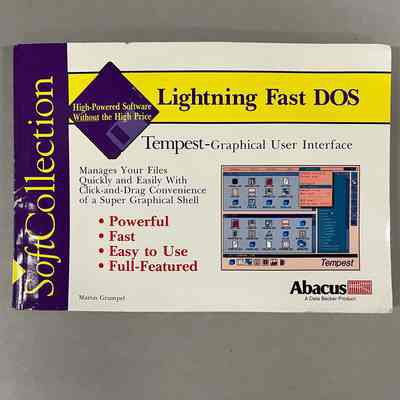 SoftCollection
High-Powered Software
Without the High Price
Lightning Fast DOS
Tempest-Graphical User Interface
Manages Your Files
Quickly and Easily With
Click-and-Drag Convenience
of a Super Graphical Shell
• Powerful
• Fast
• Easy to Use
• Full-Featured
Tempest
Martin Grumpel
Abacus
A Data Becker Product